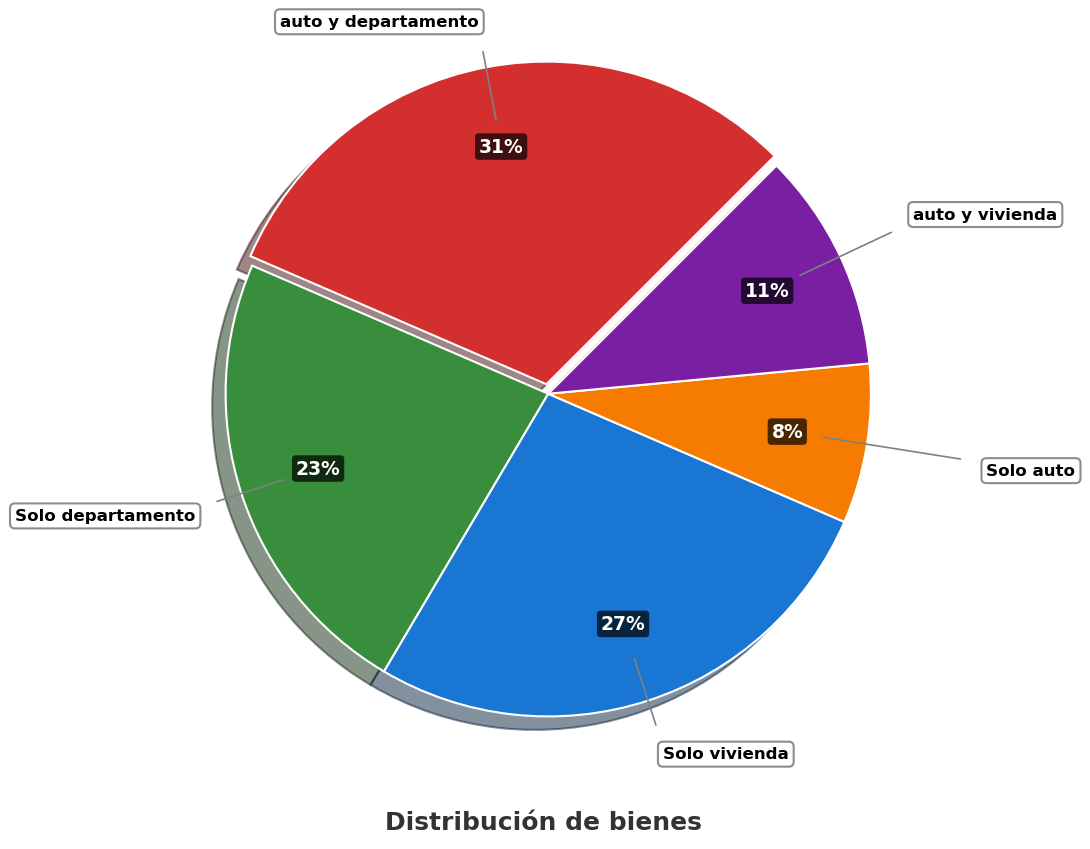 auto y departamento
31%
auto y vivienda
11%
8%
Solo auto
23%
Solo departamento
27%
Solo vivienda
Distribución de bienes